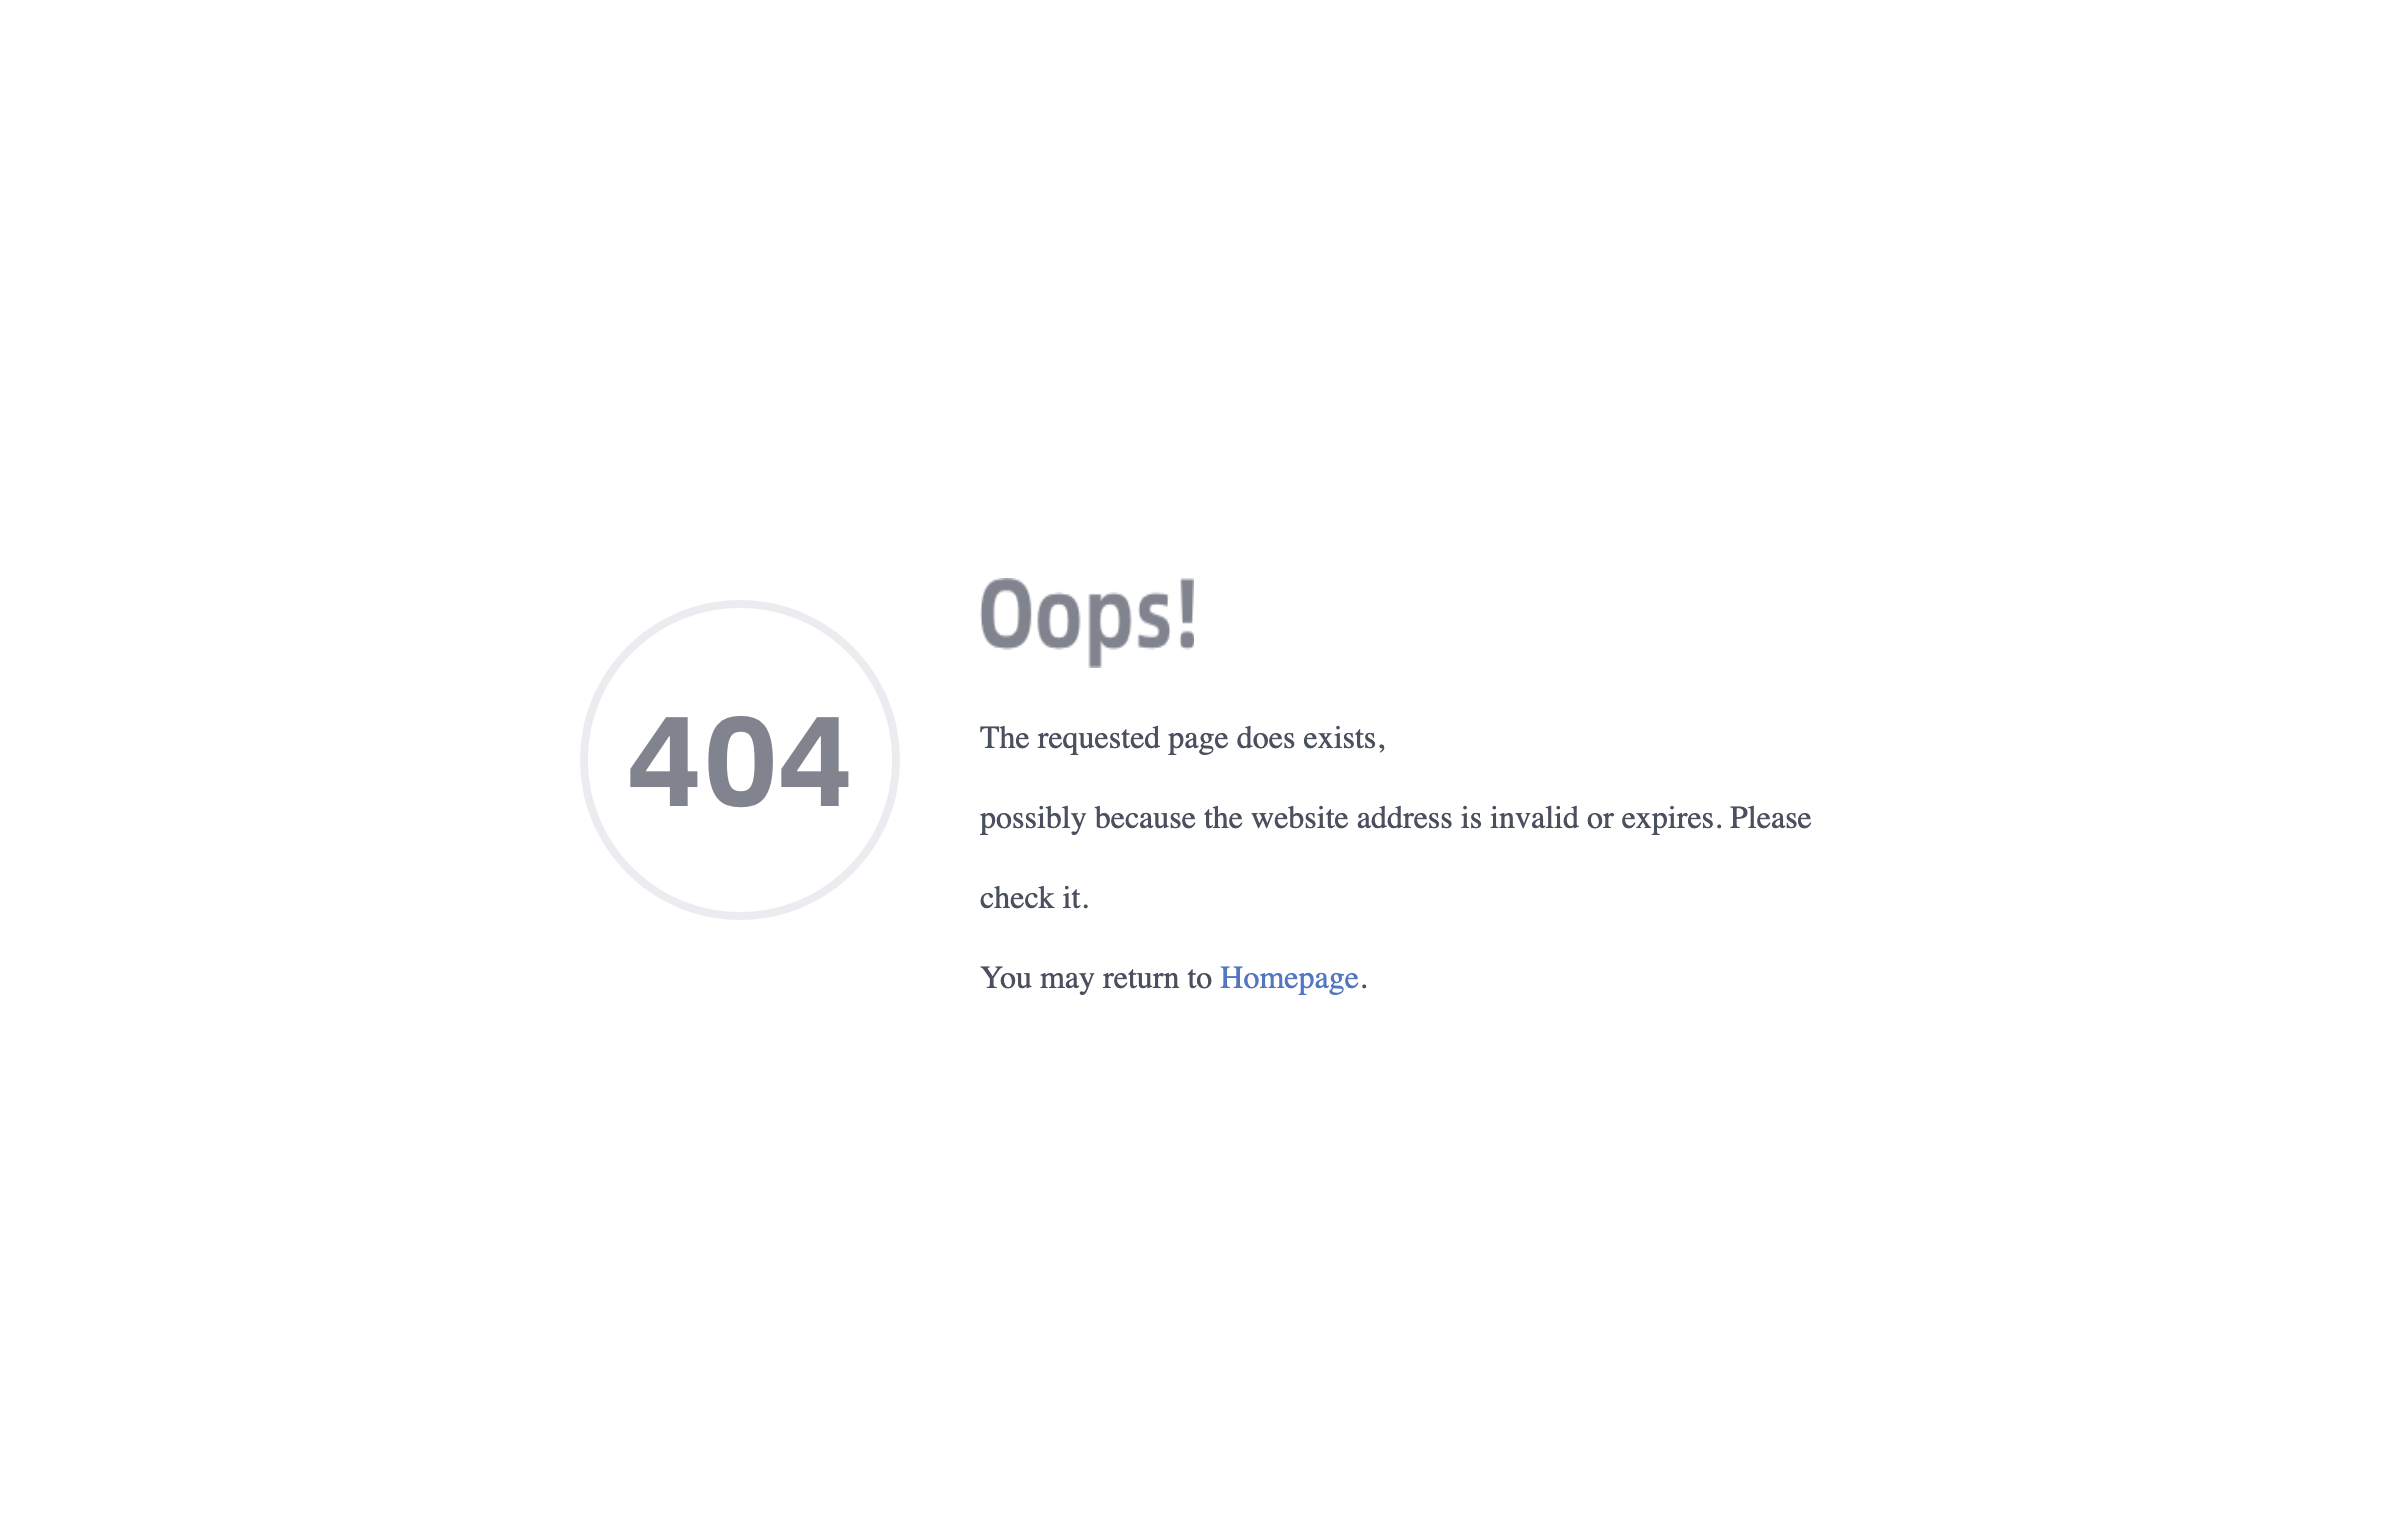 Oops!
404
The requested page does exists,
possibly because the website address is invalid or expires. Please
check it.
You may return to Homepage.